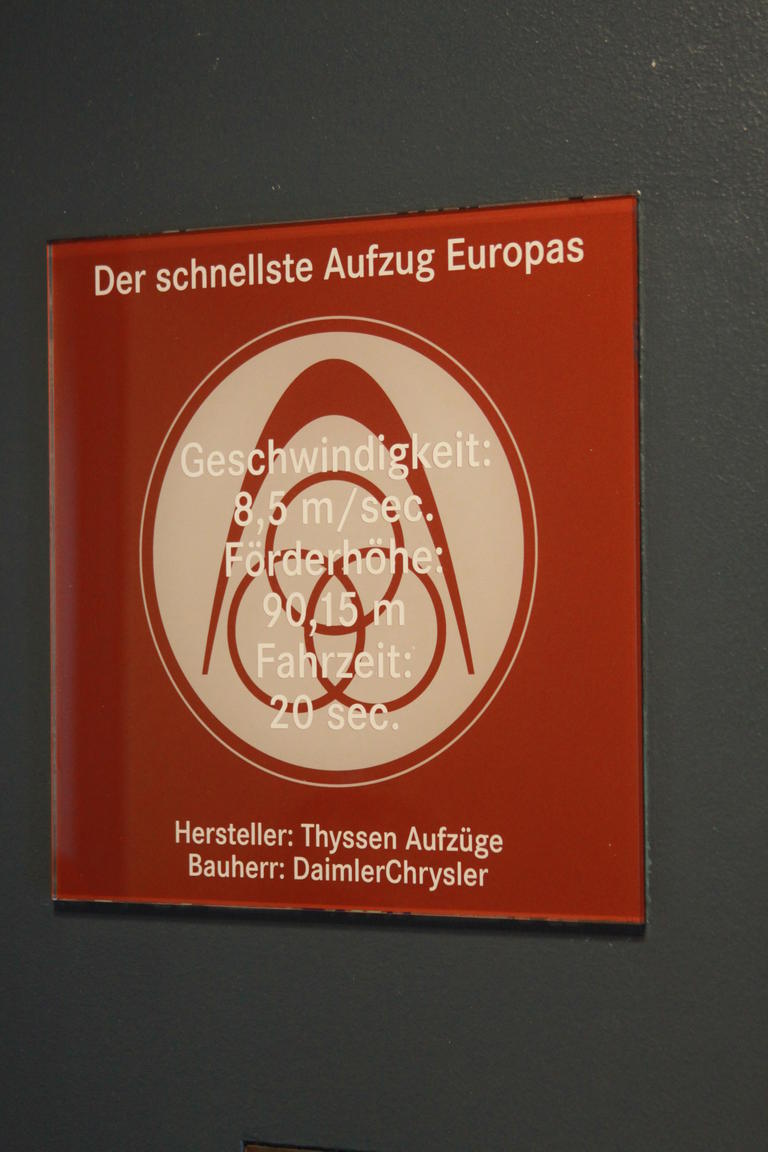 Der schnellste Aufzug Europas
Geschwindigkeit:
8,5 m/sec.
Förderhöhe:
90,15 m
Fahrzeit:
20 sec.
Hersteller: Thyssen Aufzüge
Bauherr: DaimlerChrysler